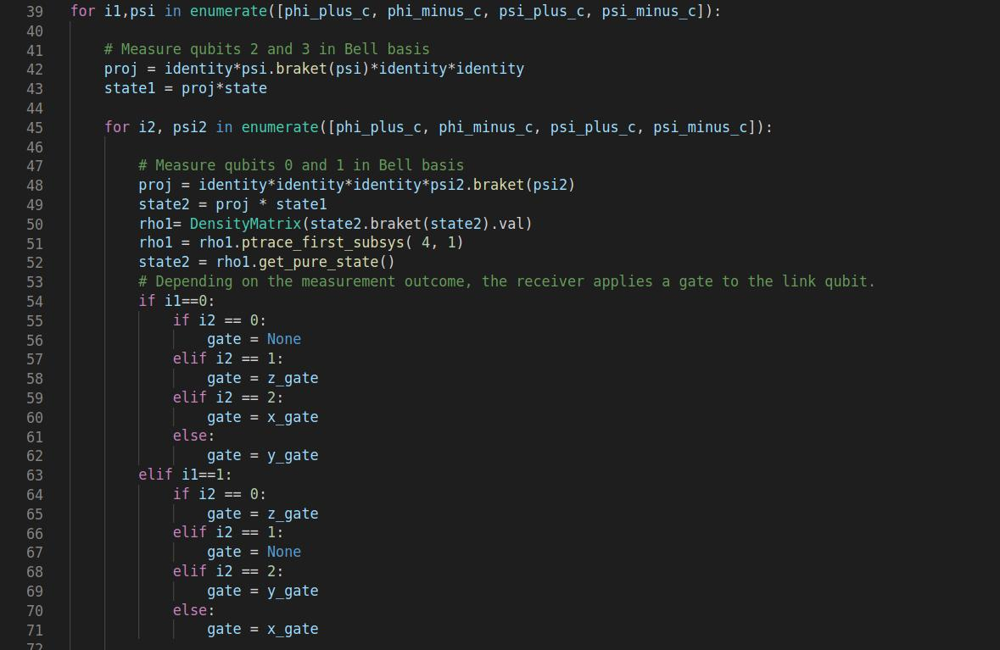 39 for i1,psi in enumerate([phi_plus_c, phi_minus_c, psi_plus_c, psi_minus_c]):
40
41     # Measure qubits 2 and 3 in Bell basis
42     proj = identity*psi.braket(psi)*identity*identity
43     state1 = proj*state
44
45     for i2, psi2 in enumerate([phi_plus_c, phi_minus_c, psi_plus_c, psi_minus_c]):
46
47         # Measure qubits 0 and 1 in Bell basis
48         proj = identity*identity*identity*psi2.braket(psi2)
49         state2 = proj * state1
50         rho1= DensityMatrix(state2.braket(state2).val)
51         rho1 = rho1.ptrace_first_subsys( 4, 1)
52         state2 = rho1.get_pure_state()
53         # Depending on the measurement outcome, the receiver applies a gate to the link qubit.
54         if i1==0:
55             if i2 == 0:
56                 gate = None
57             elif i2 == 1:
58                 gate = z_gate
59             elif i2 == 2:
60                 gate = x_gate
61             else:
62                 gate = y_gate
63         elif i1==1:
64             if i2 == 0:
65                 gate = z_gate
66             elif i2 == 1:
67                 gate = None
68             elif i2 == 2:
69                 gate = y_gate
70             else:
71                 gate = x_gate
72